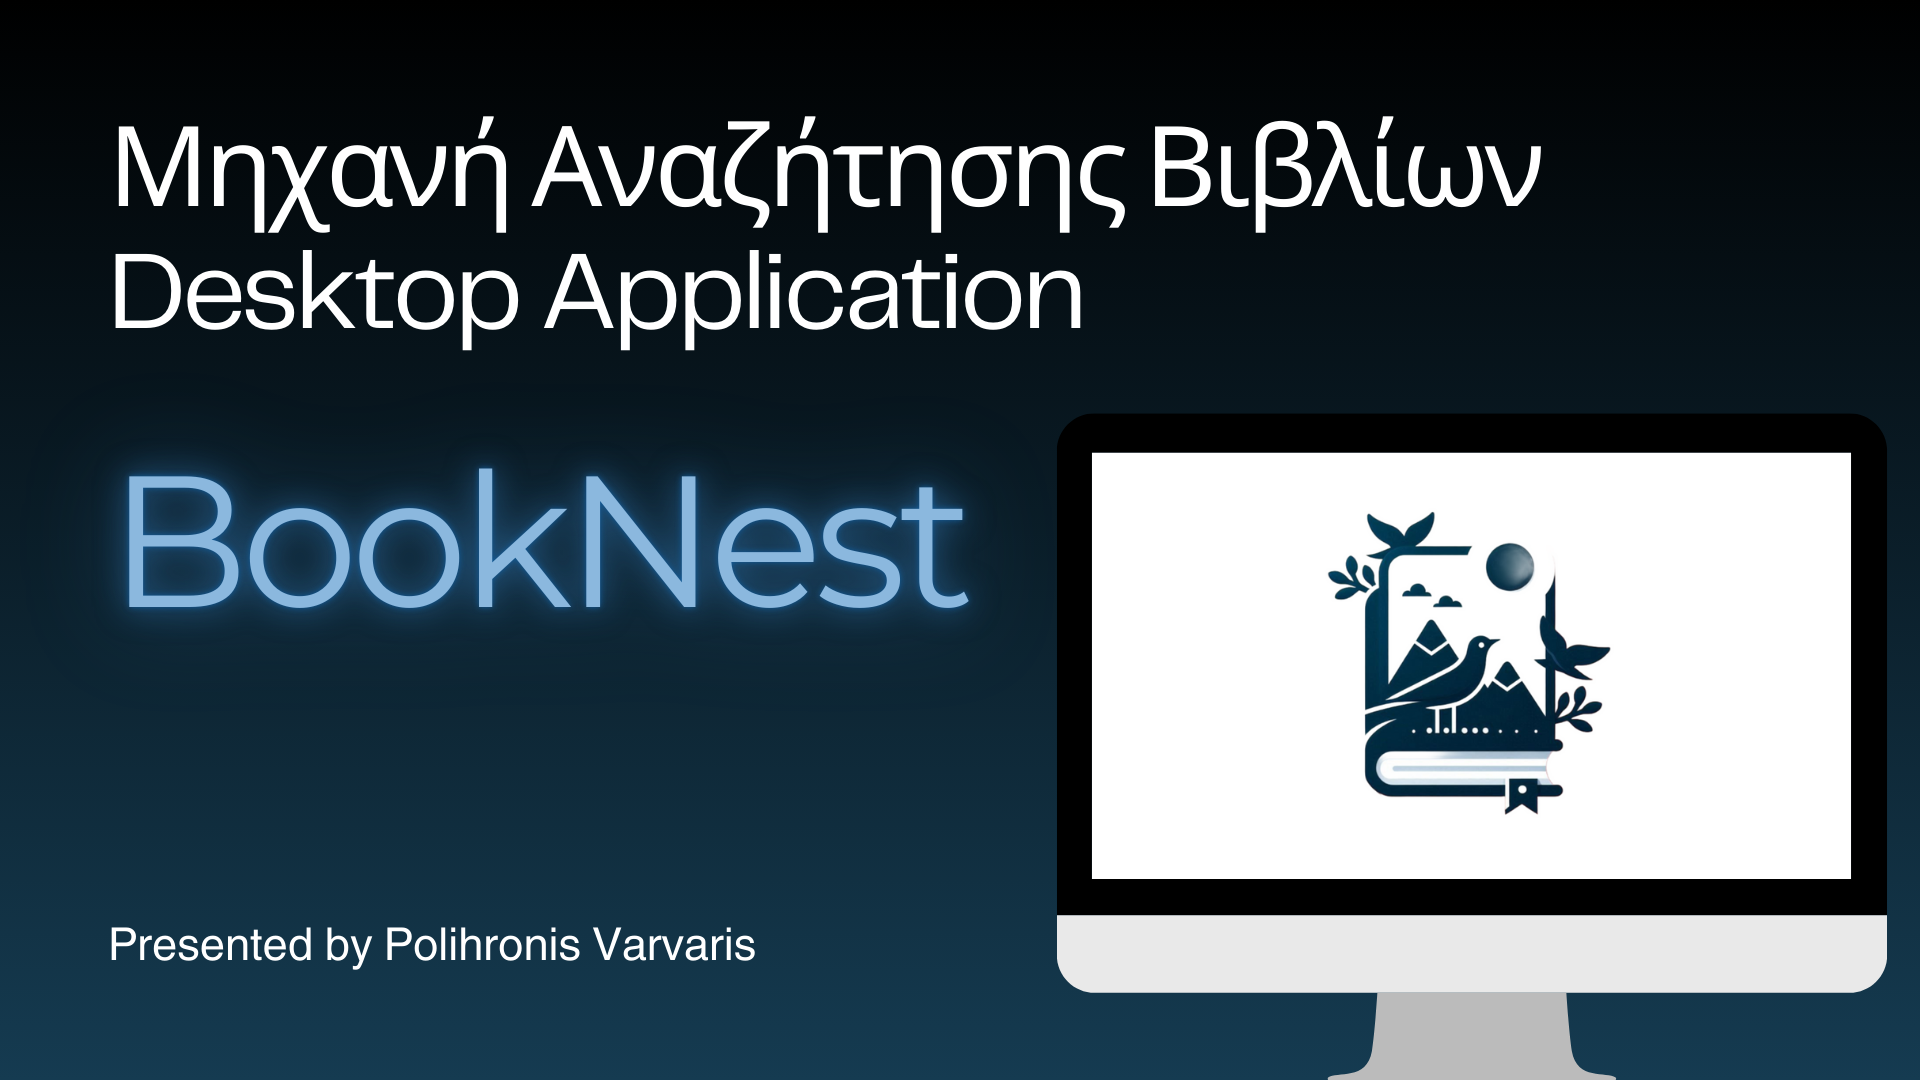 Μηχανή Αναζήτησης Βιβλίων
Desktop Application
BookNest
Presented by Polihronis Varvaris